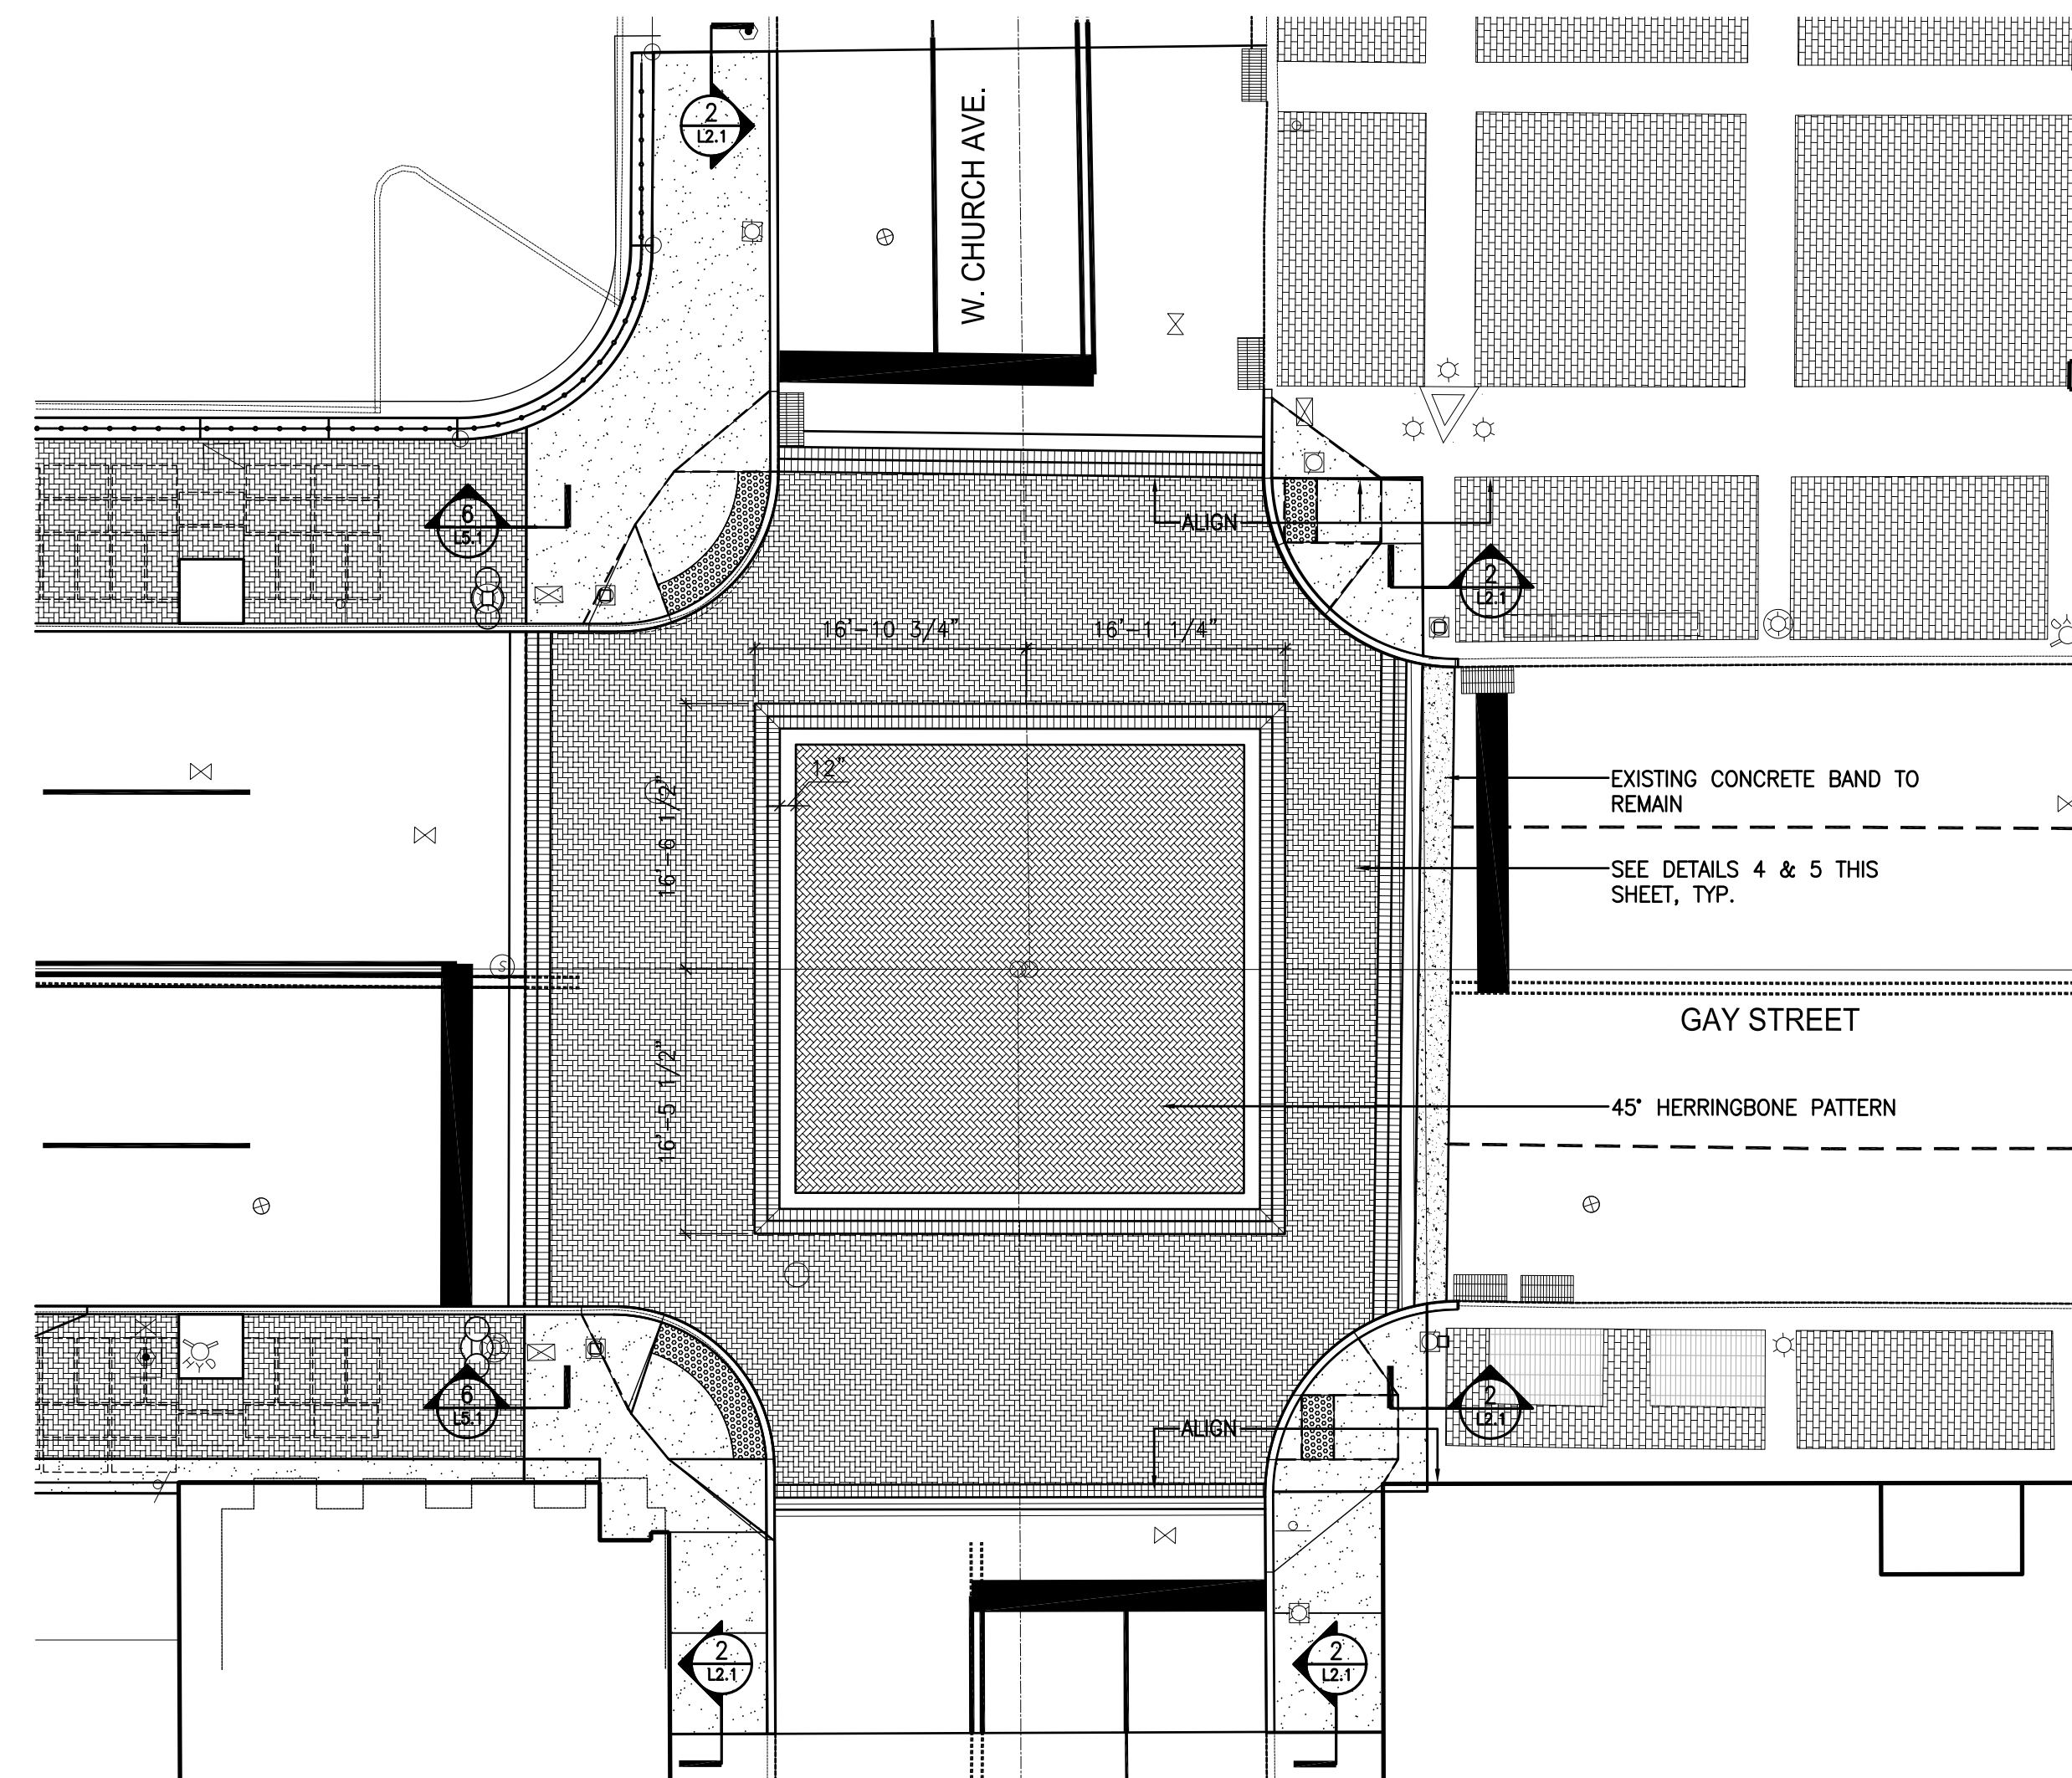 2
L2.1
W. CHURCH AVE.
6
L5.1
ALIGN
2
L2.1
16'-10 3/4"
16'-1 1/4"
12"
16'-6 1/2"
EXISTING CONCRETE BAND TO
REMAIN
SEE DETAILS 4 & 5 THIS
SHEET, TYP.
S
GAY STREET
16'-5 1/2"
45° HERRINGBONE PATTERN
6
L5.1
ALIGN
2
L2.1
2
L2.1
2
L2.1